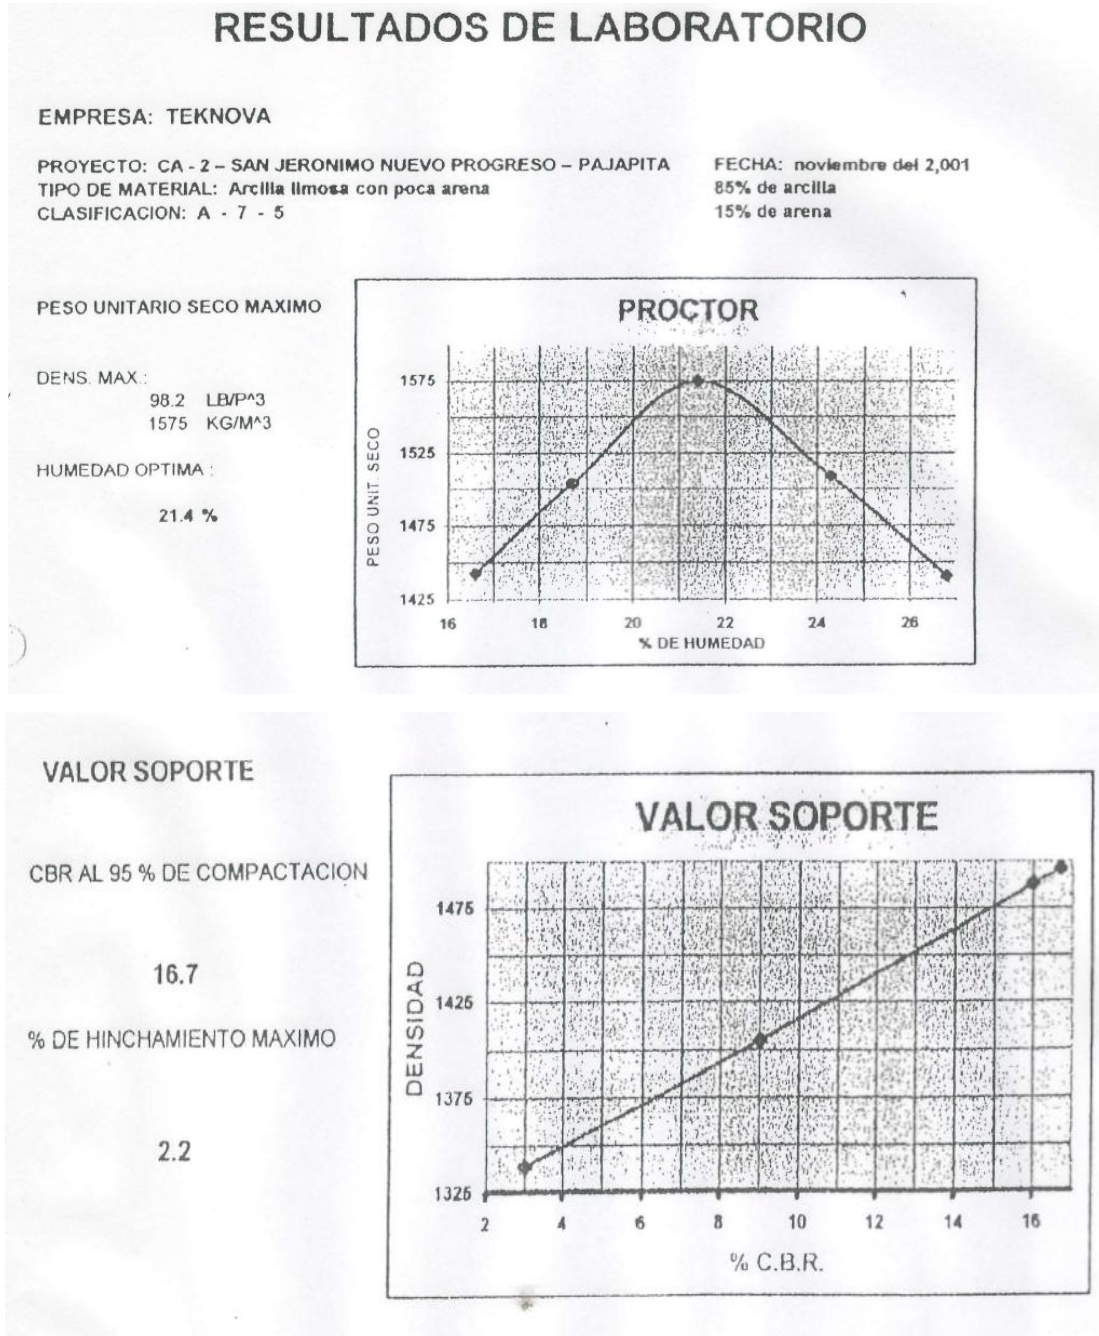 RESULTADOS DE LABORATORIO
EMPRESA: TEKNOVA
PROYECTO: CA - 2 – SAN JERONIMO NUEVO PROGRESO – PAJAPITA
FECHA: noviembre del 2,001
TIPO DE MATERIAL: Arcilla limosa con poca arena
85% de arcilla
CLASIFICACION: A - 7 - 5
15% de arena
PESO UNITARIO SECO MAXIMO
DENS. MAX.:
98.2 LB/P^3
1575 KG/M^3
HUMEDAD OPTIMA :
21.4 %
PROCTOR
PESO UNIT. SECO
1575
1525
1475
1425
16 18 20 22 24 26
% DE HUMEDAD
VALOR SOPORTE
CBR AL 95 % DE COMPACTACION
16.7
% DE HINCHAMIENTO MAXIMO
2.2
VALOR SOPORTE
DENSIDAD
1475
1425
1375
1325
2 4 6 8 10 12 14 16
% C.B.R.